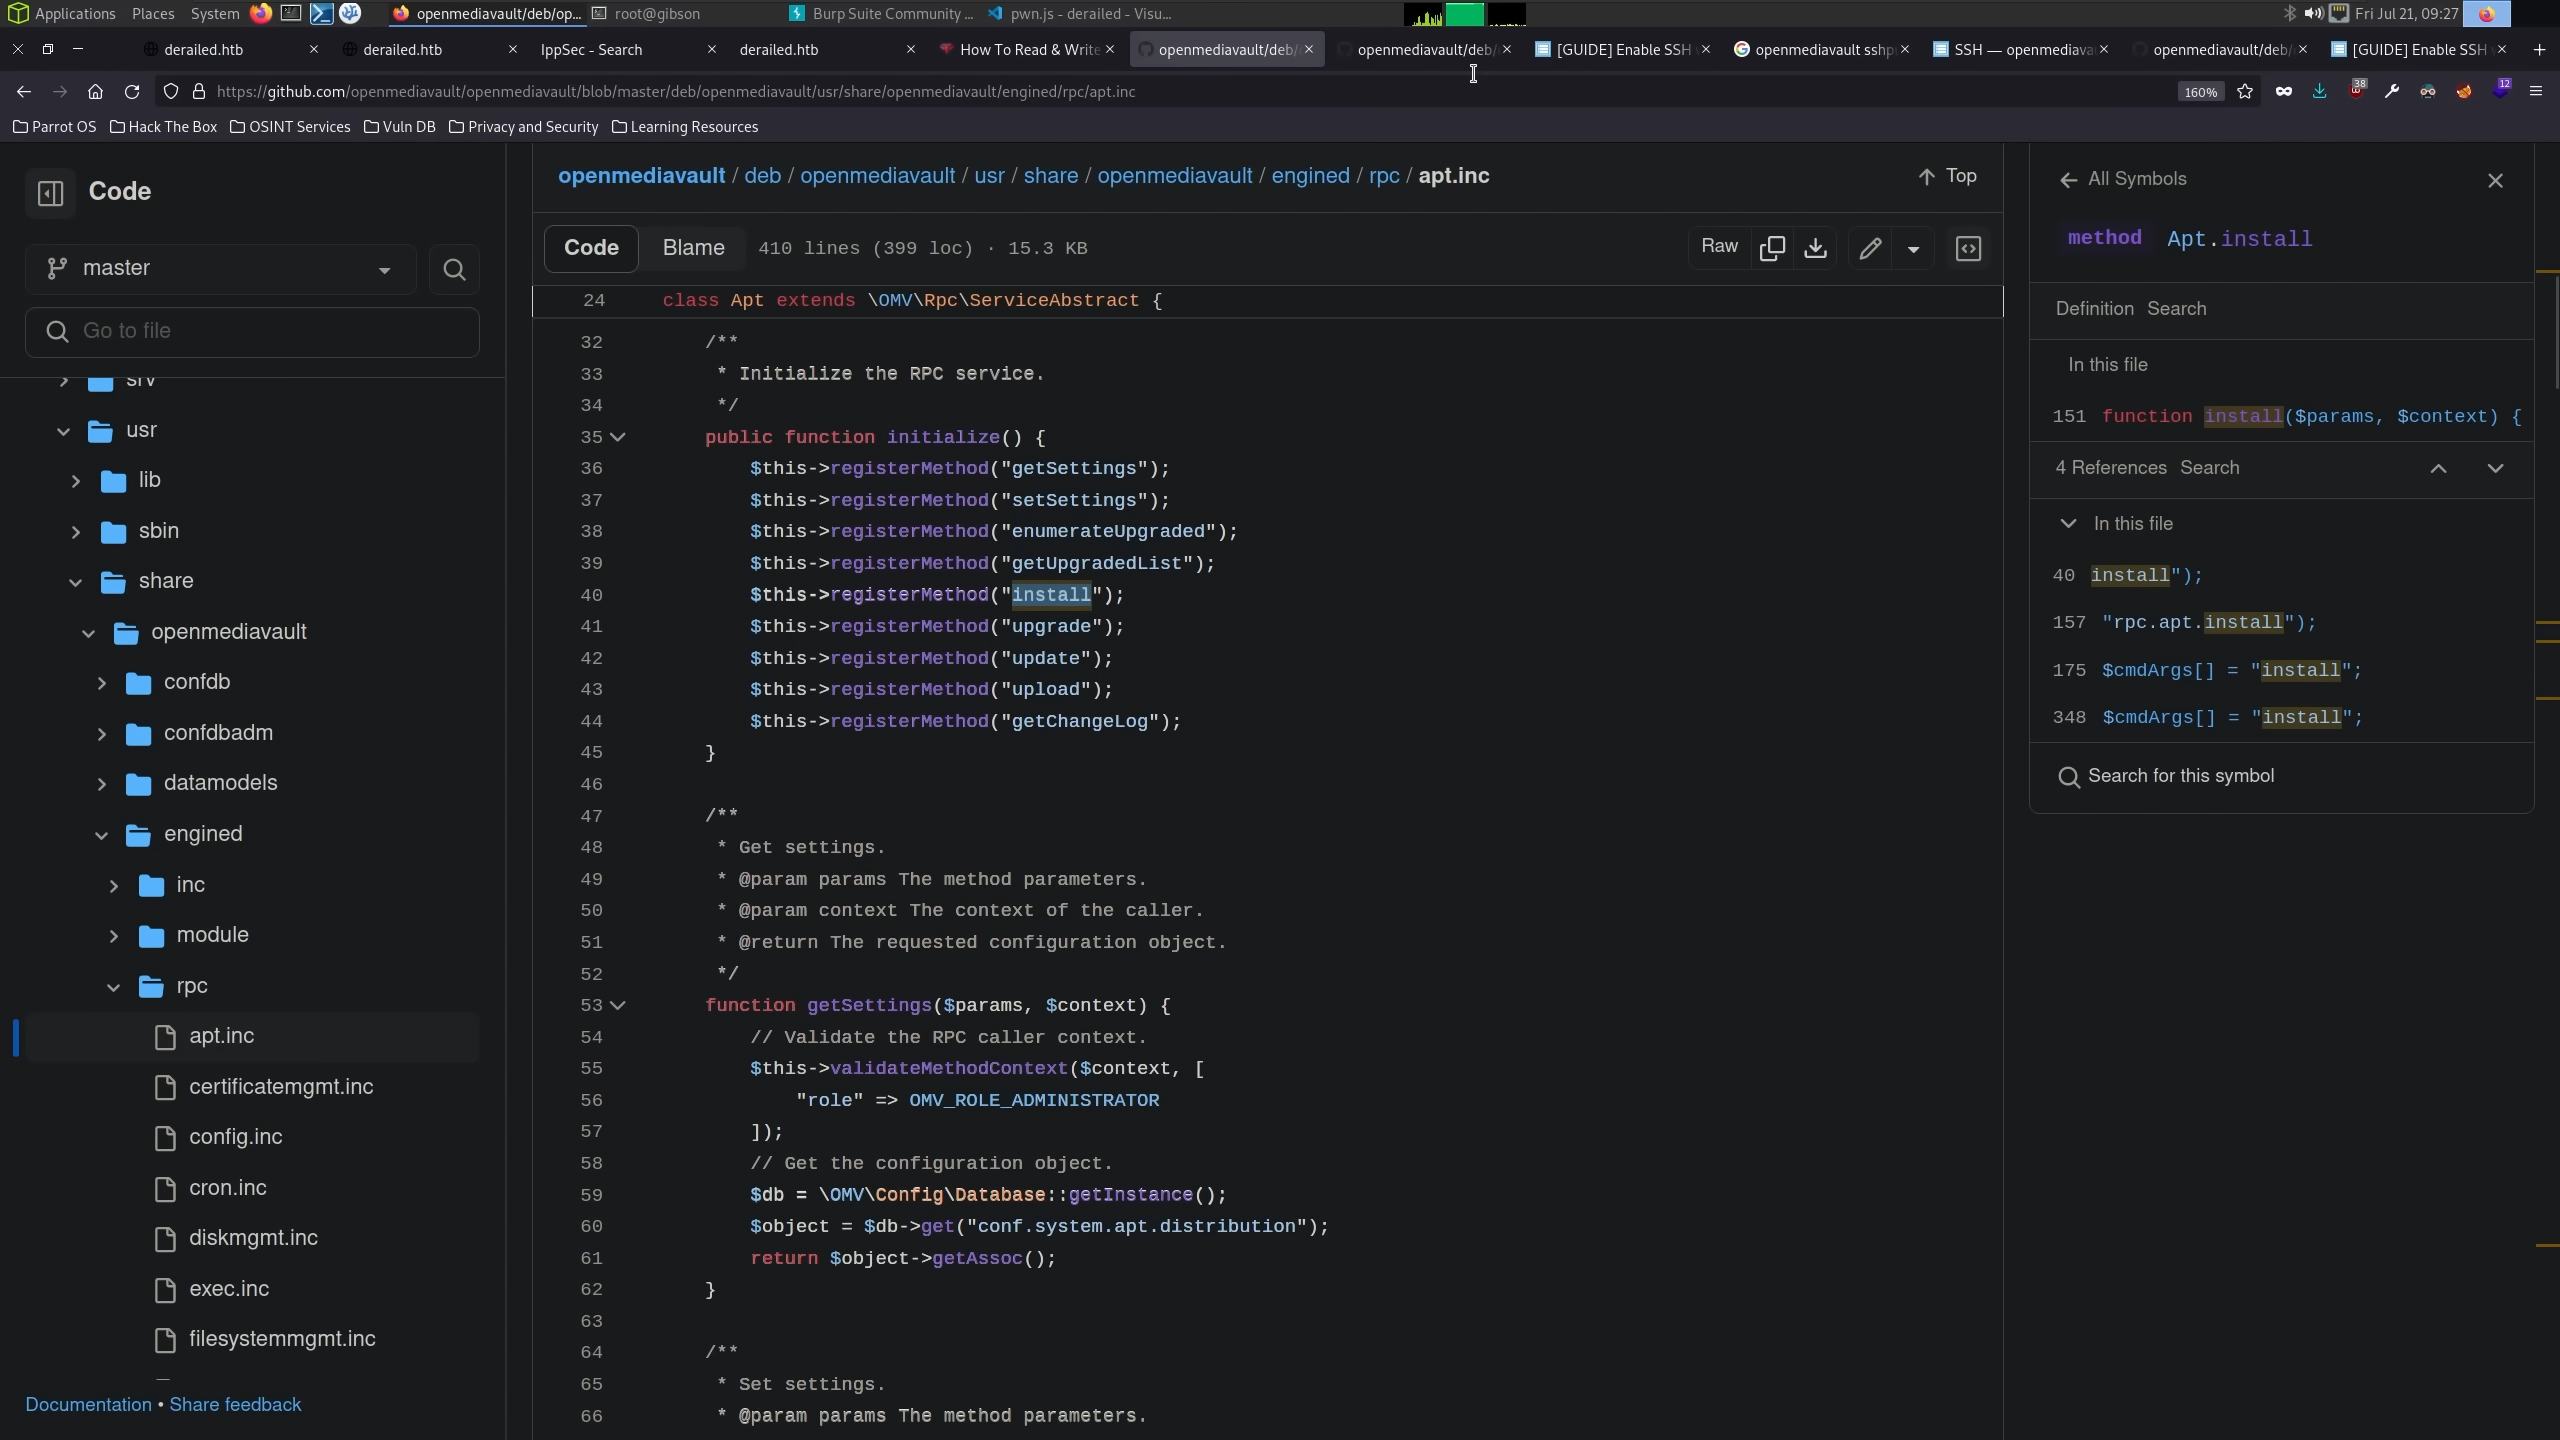 Applications Places System openmediavault/deb/op... root@gibson Burp Suite Community ... pwn.js - derailed - Visu... Fri Jul 21, 09:27
derailed.htb derailed.htb IppSec - Search derailed.htb How To Read & Write openmediavault/deb/ openmediavault/deb/ [GUIDE] Enable SSH openmediavault sshp SSH — openmediava openmediavault/deb/ [GUIDE] Enable SSH
https://github.com/openmediavault/openmediavault/blob/master/deb/openmediavault/usr/share/openmediavault/engined/rpc/apt.inc 160% 38 12
Parrot OS Hack The Box OSINT Services Vuln DB Privacy and Security Learning Resources
Code
master
Go to file
srv
usr
lib
sbin
share
openmediavault
confdb
confdbadm
datamodels
engined
inc
module
rpc
apt.inc
certificatemgmt.inc
config.inc
cron.inc
diskmgmt.inc
exec.inc
filesystemmgmt.inc
Documentation • Share feedback
openmediavault / deb / openmediavault / usr / share / openmediavault / engined / rpc / apt.inc
Top
Code Blame 410 lines (399 loc) · 15.3 KB Raw
24 class Apt extends \OMV\Rpc\ServiceAbstract {
32 /**
33 * Initialize the RPC service.
34 */
35 public function initialize() {
36 $this->registerMethod("getSettings");
37 $this->registerMethod("setSettings");
38 $this->registerMethod("enumerateUpgraded");
39 $this->registerMethod("getUpgradedList");
40 $this->registerMethod("install");
41 $this->registerMethod("upgrade");
42 $this->registerMethod("update");
43 $this->registerMethod("upload");
44 $this->registerMethod("getChangeLog");
45 }
46
47 /**
48 * Get settings.
49 * @param params The method parameters.
50 * @param context The context of the caller.
51 * @return The requested configuration object.
52 */
53 function getSettings($params, $context) {
54 // Validate the RPC caller context.
55 $this->validateMethodContext($context, [
56 "role" => OMV_ROLE_ADMINISTRATOR
57 ]);
58 // Get the configuration object.
59 $db = \OMV\Config\Database::getInstance();
60 $object = $db->get("conf.system.apt.distribution");
61 return $object->getAssoc();
62 }
63
64 /**
65 * Set settings.
66 * @param params The method parameters.
All Symbols
method Apt.install
Definition Search
In this file
151 function install($params, $context) {
4 References Search
In this file
40 install");
157 "rpc.apt.install");
175 $cmdArgs[] = "install";
348 $cmdArgs[] = "install";
Search for this symbol